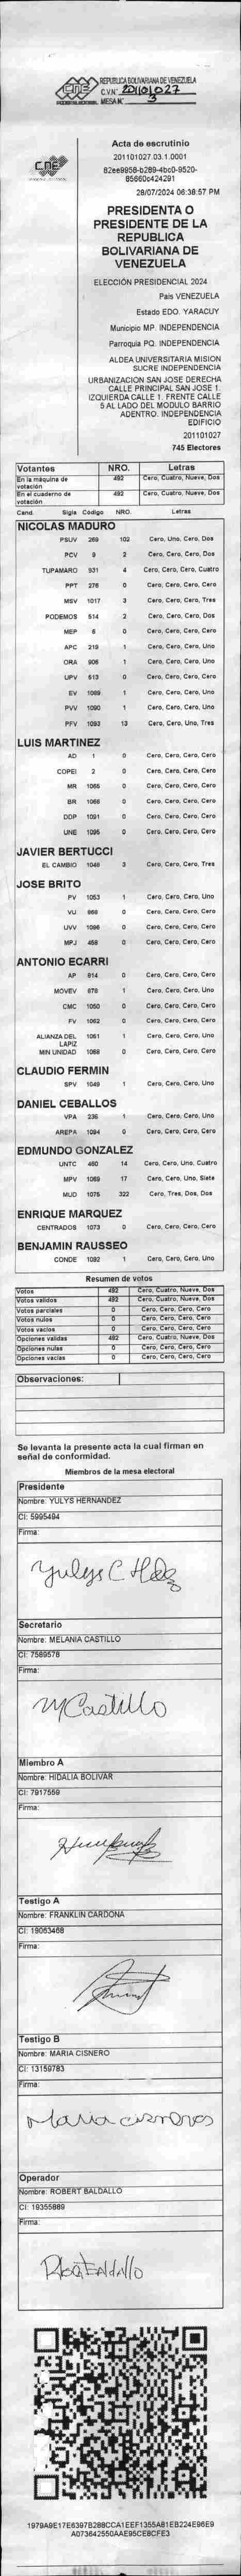 CNE
REPUBLICA BOLIVARIANA DE VENEZUELA
C.V.N° 201101027
MESA N° 3
CNE
Acta de escrutinio
201101027.03.1.0001
82ee9958-b289-4bc0-9520-
85660c424291
28/07/2024 06:38:57 PM
PRESIDENTA O
PRESIDENTE DE LA
REPUBLICA
BOLIVARIANA DE
VENEZUELA
ELECCIÓN PRESIDENCIAL 2024
País VENEZUELA
Estado EDO. YARACUY
Municipio MP. INDEPENDENCIA
Parroquia PQ. INDEPENDENCIA
ALDEA UNIVERSITARIA MISION
SUCRE INDEPENDENCIA
URBANIZACION SAN JOSE DERECHA
CALLE PRINCIPAL SAN JOSE 1.
IZQUIERDA CALLE 1. FRENTE CALLE
5 AL LADO DEL MODULO BARRIO
ADENTRO. INDEPENDENCIA
EDIFICIO
201101027
745 Electores
Votantes NRO. Letras
En la máquina de votación 492 Cero, Cuatro, Nueve, Dos
En el cuaderno de votación 492 Cero, Cuatro, Nueve, Dos
Cand. Sigla Código NRO. Letras
NICOLAS MADURO
PSUV 269 102 Cero, Uno, Cero, Dos
PCV 9 2 Cero, Cero, Cero, Dos
TUPAMARO 931 4 Cero, Cero, Cero, Cuatro
PPT 276 0 Cero, Cero, Cero, Cero
MSV 1017 3 Cero, Cero, Cero, Tres
PODEMOS 514 2 Cero, Cero, Cero, Dos
MEP 6 0 Cero, Cero, Cero, Cero
APC 219 1 Cero, Cero, Cero, Uno
ORA 906 1 Cero, Cero, Cero, Uno
UPV 513 0 Cero, Cero, Cero, Cero
EV 1089 1 Cero, Cero, Cero, Uno
PVV 1090 1 Cero, Cero, Cero, Uno
PFV 1093 13 Cero, Cero, Uno, Tres
LUIS MARTINEZ
AD 1 0 Cero, Cero, Cero, Cero
COPEI 2 0 Cero, Cero, Cero, Cero
MR 1065 0 Cero, Cero, Cero, Cero
BR 1066 0 Cero, Cero, Cero, Cero
DDP 1091 0 Cero, Cero, Cero, Cero
UNE 1095 0 Cero, Cero, Cero, Cero
JAVIER BERTUCCI
EL CAMBIO 1048 3 Cero, Cero, Cero, Tres
JOSE BRITO
PV 1053 1 Cero, Cero, Cero, Uno
VU 968 0 Cero, Cero, Cero, Cero
UVV 1096 0 Cero, Cero, Cero, Cero
MPJ 458 0 Cero, Cero, Cero, Cero
ANTONIO ECARRI
AP 914 0 Cero, Cero, Cero, Cero
MOVEV 978 1 Cero, Cero, Cero, Uno
CMC 1050 0 Cero, Cero, Cero, Cero
FV 1062 0 Cero, Cero, Cero, Cero
ALIANZA DEL LAPIZ 1051 1 Cero, Cero, Cero, Uno
MIN UNIDAD 1068 0 Cero, Cero, Cero, Cero
CLAUDIO FERMIN
SPV 1049 1 Cero, Cero, Cero, Uno
DANIEL CEBALLOS
VPA 236 1 Cero, Cero, Cero, Uno
AREPA 1094 0 Cero, Cero, Cero, Cero
EDMUNDO GONZALEZ
UNTC 460 14 Cero, Cero, Uno, Cuatro
MPV 1069 17 Cero, Cero, Uno, Siete
MUD 1075 322 Cero, Tres, Dos, Dos
ENRIQUE MARQUEZ
CENTRADOS 1073 0 Cero, Cero, Cero, Cero
BENJAMIN RAUSSEO
CONDE 1092 1 Cero, Cero, Cero, Uno
Resumen de votos
Votos 492 Cero, Cuatro, Nueve, Dos
Votos válidos 492 Cero, Cuatro, Nueve, Dos
Votos parciales 0 Cero, Cero, Cero, Cero
Votos nulos 0 Cero, Cero, Cero, Cero
Votos vacíos 0 Cero, Cero, Cero, Cero
Opciones válidas 492 Cero, Cuatro, Nueve, Dos
Opciones nulas 0 Cero, Cero, Cero, Cero
Opciones vacías 0 Cero, Cero, Cero, Cero
Observaciones:
Se levanta la presente acta la cual firman en
señal de conformidad.
Miembros de la mesa electoral
Presidente
Nombre: YULYS HERNANDEZ
CI: 5995494
Firma:
Yulys C Hdez
Secretario
Nombre: MELANIA CASTILLO
CI: 7589578
Firma:
MCastillo
Miembro A
Nombre: HIDALIA BOLIVAR
CI: 7917559
Firma:
Testigo A
Nombre: FRANKLIN CARDONA
CI: 19053468
Firma:
Testigo B
Nombre: MARIA CISNERO
CI: 13159783
Firma:
Maria cisneros
Operador
Nombre: ROBERT BALDALLO
CI: 19355889
Firma:
1979A9E17E6397B288CCA1EEF1355A81EB224E96E9
A073642550AAE95CE8CFE3